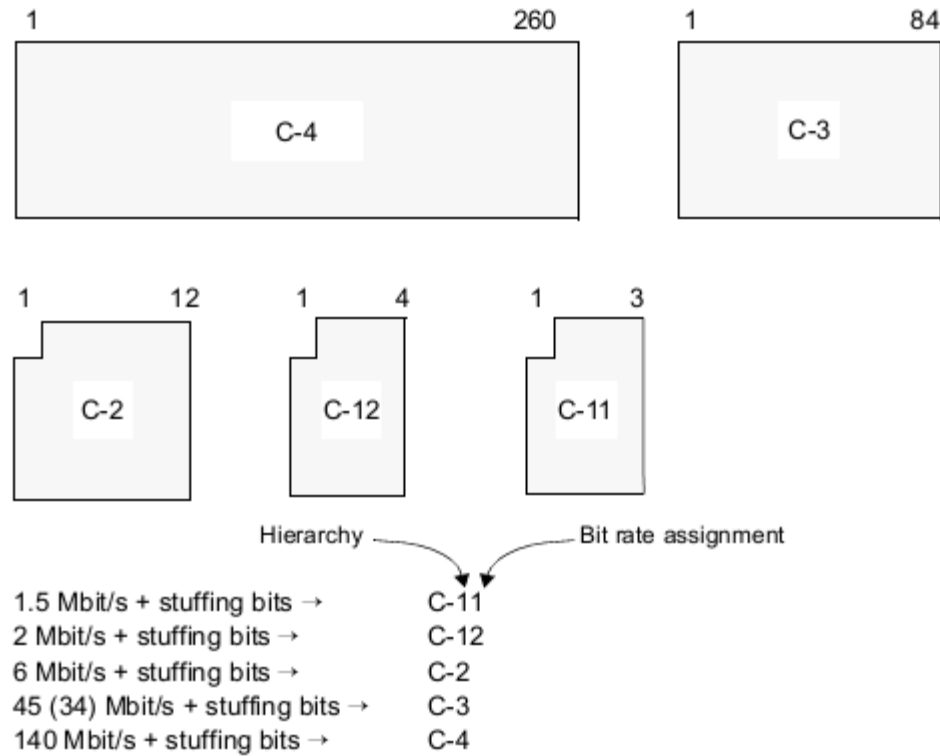 1 260 1 84
C-4 C-3
1 12 1 4 1 3
C-2 C-12 C-11
Hierarchy Bit rate assignment
1.5 Mbit/s + stuffing bits → C-11
2 Mbit/s + stuffing bits → C-12
6 Mbit/s + stuffing bits → C-2
45 (34) Mbit/s + stuffing bits → C-3
140 Mbit/s + stuffing bits → C-4